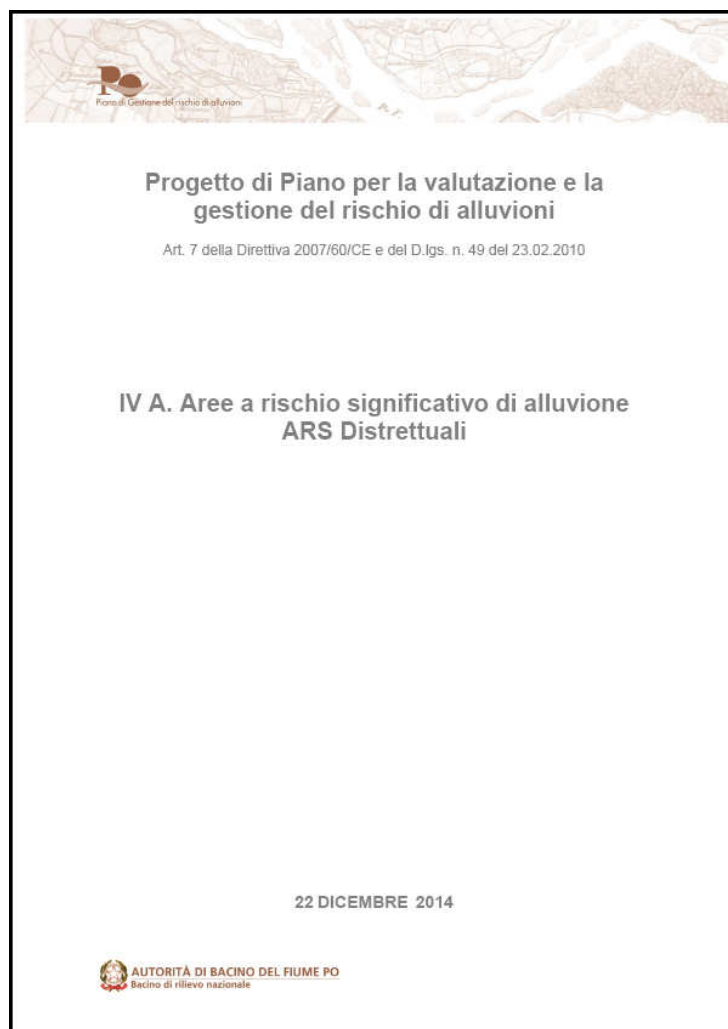 Po
Piano di Gestione del rischio di alluvioni
P. F.
Progetto di Piano per la valutazione e la
gestione del rischio di alluvioni
Art. 7 della Direttiva 2007/60/CE e del D.lgs. n. 49 del 23.02.2010
IV A. Aree a rischio significativo di alluvione
ARS Distrettuali
22 DICEMBRE 2014
AUTORITÀ DI BACINO DEL FIUME PO
Bacino di rilievo nazionale